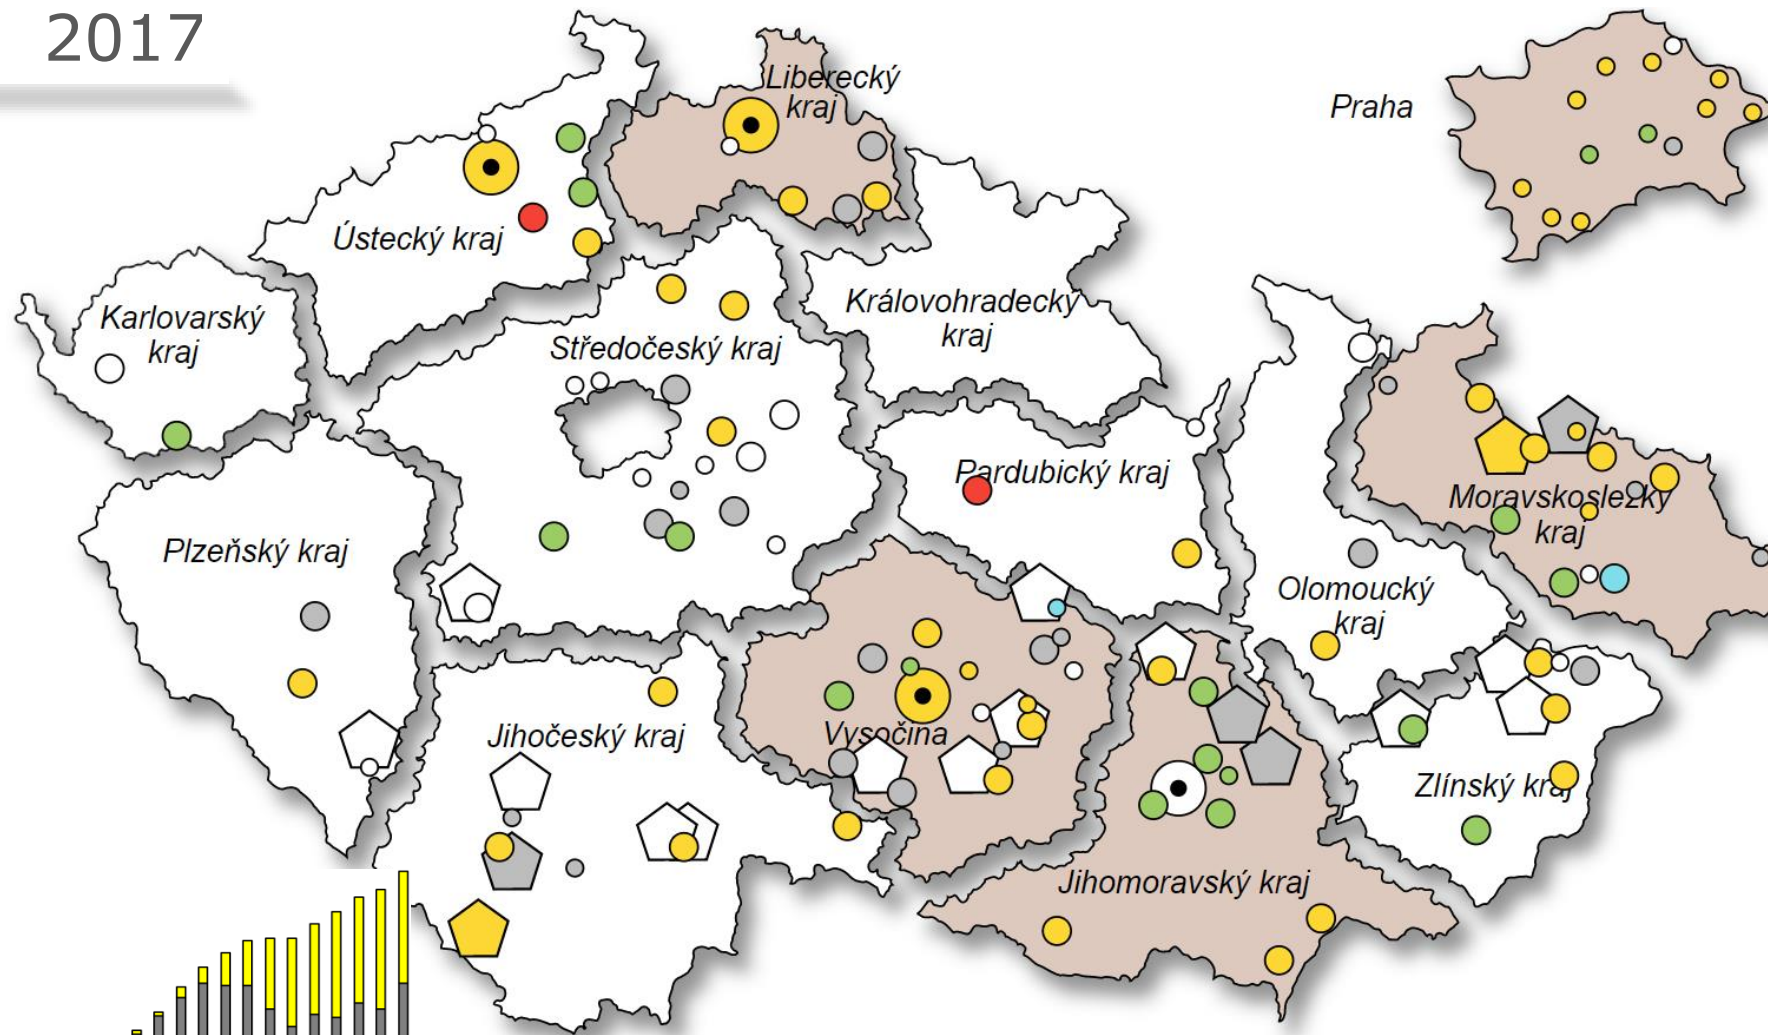 2017
Liberecký
kraj
Praha
Ústecký kraj
Karlovarský
kraj
Středočeský kraj
Královohradecký
kraj
Pardubický kraj
Moravskoslezký
kraj
Plzeňský kraj
Olomoucký
kraj
Jihočeský kraj
Vysočina
Zlínský kraj
Jihomoravský kraj